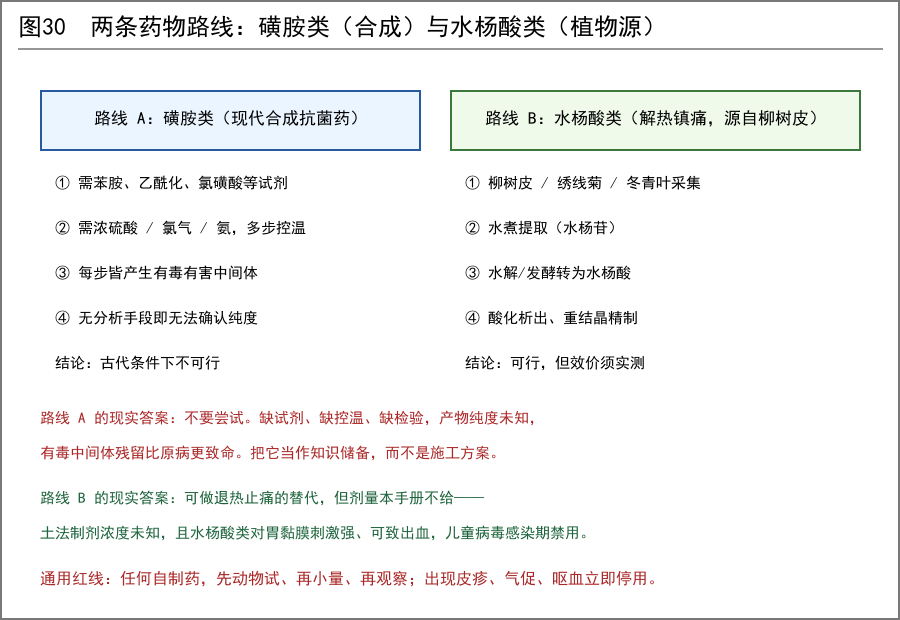 图30  两条药物路线：磺胺类（合成）与水杨酸类（植物源）
路线 A：磺胺类（现代合成抗菌药）
① 需苯胺、乙酰化、氯磺酸等试剂
② 需浓硫酸 / 氯气 / 氨，多步控温
③ 每步皆产生有毒有害中间体
④ 无分析手段即无法确认纯度
结论：古代条件下不可行
路线 B：水杨酸类（解热镇痛，源自柳树皮）
① 柳树皮 / 绣线菊 / 冬青叶采集
② 水煮提取（水杨苷）
③ 水解/发酵转为水杨酸
④ 酸化析出、重结晶精制
结论：可行，但效价须实测
路线 A 的现实答案：不要尝试。缺试剂、缺控温、缺检验，产物纯度未知，
有毒中间体残留比原病更致命。把它当作知识储备，而不是施工方案。
路线 B 的现实答案：可做退热止痛的替代，但剂量本手册不给——
土法制剂浓度未知，且水杨酸类对胃黏膜刺激强、可致出血，儿童病毒感染期禁用。
通用红线：任何自制药，先动物试、再小量、再观察；出现皮疹、气促、呕血立即停用。